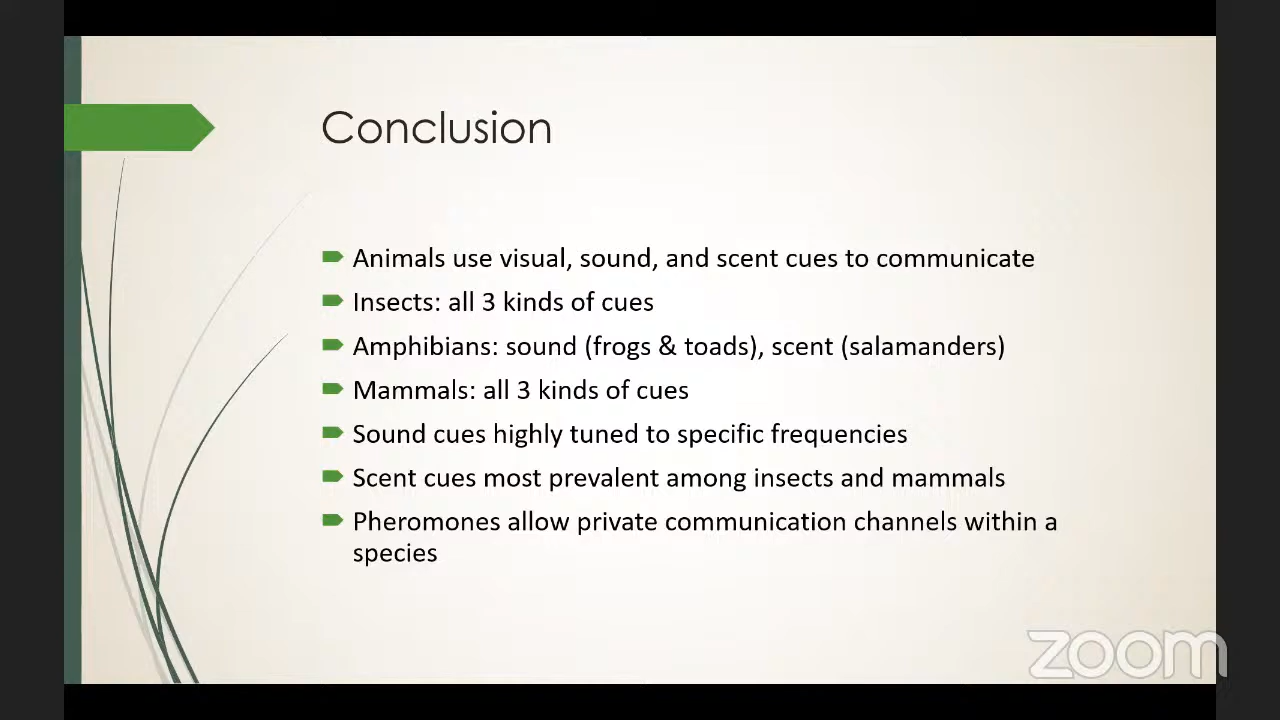 Conclusion
Animals use visual, sound, and scent cues to communicate
Insects: all 3 kinds of cues
Amphibians: sound (frogs & toads), scent (salamanders)
Mammals: all 3 kinds of cues
Sound cues highly tuned to specific frequencies
Scent cues most prevalent among insects and mammals
Pheromones allow private communication channels within a
species
zoom